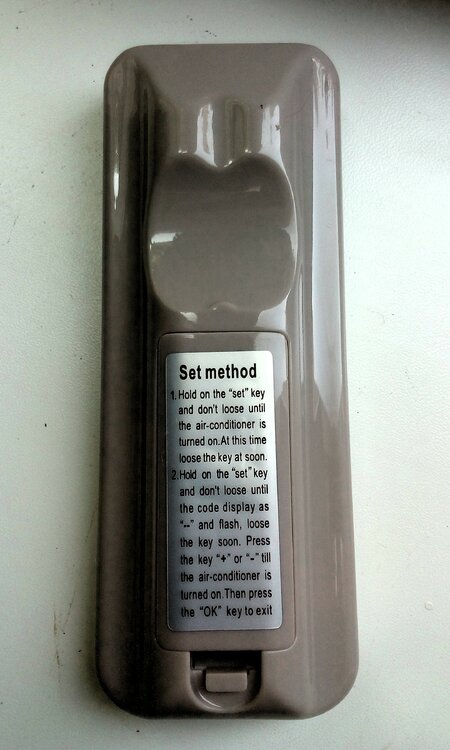 Set method
1. Hold on the "set" key
and don't loose until
the air-conditioner is
turned on. At this time
loose the key at soon.
2. Hold on the "set" key
and don't loose until
the code display as
"--" and flash, loose
the key soon. Press
the key "+" or "-" till
the air-conditioner is
turned on. Then press
the "OK" key to exit